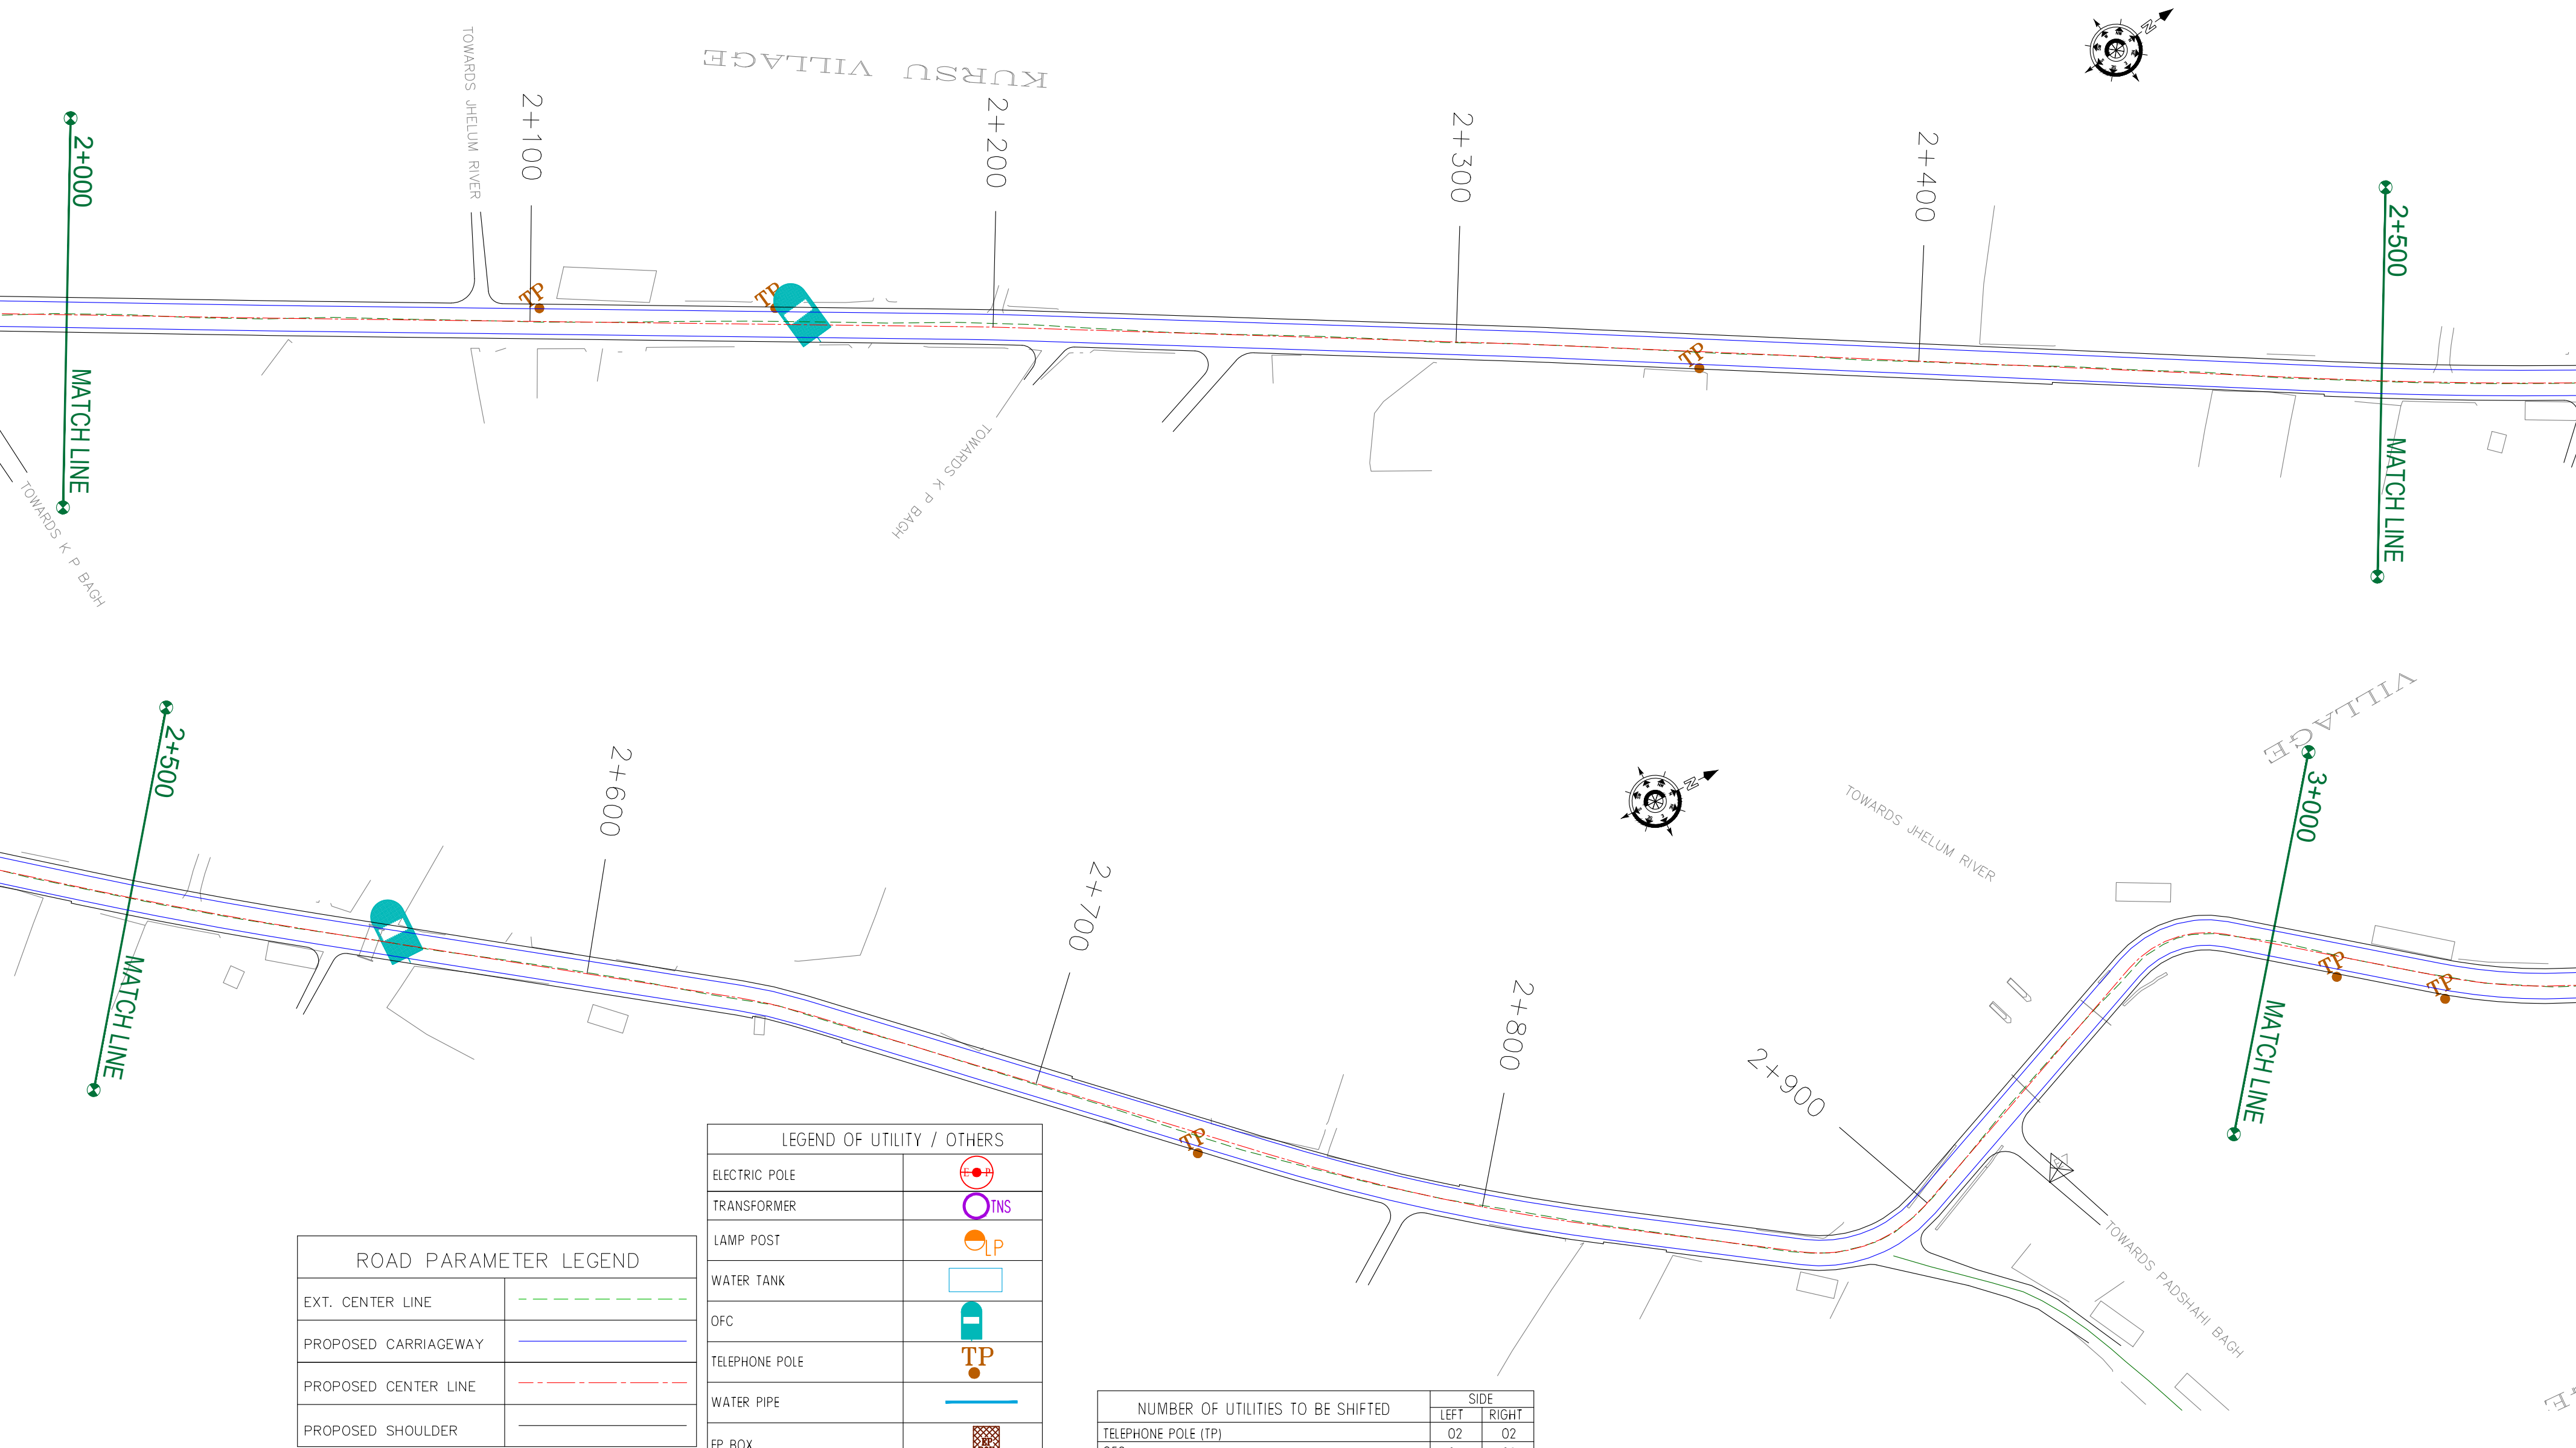 KURSU VILLAGE
TOWARDS JHELUM RIVER
2+000
2+100
2+200
2+300
2+400
2+500
N
TP
TP
TP
MATCH LINE
MATCH LINE
TOWARDS K P BAGH
TOWARDS K P BAGH
VILLAGE
2+500
2+600
2+700
2+800
2+900
3+000
N
TOWARDS JHELUM RIVER
TP
TP
TP
MATCH LINE
MATCH LINE
TOWARDS PADSHAHI BAGH
LEGEND OF UTILITY / OTHERS
ELECTRIC POLE E P
TRANSFORMER TNS
LAMP POST LP
WATER TANK
OFC
TELEPHONE POLE TP
WATER PIPE
EP BOX EP
ROAD PARAMETER LEGEND
EXT. CENTER LINE
PROPOSED CARRIAGEWAY
PROPOSED CENTER LINE
PROPOSED SHOULDER
NUMBER OF UTILITIES TO BE SHIFTED SIDE
LEFT RIGHT
TELEPHONE POLE (TP) 02 02